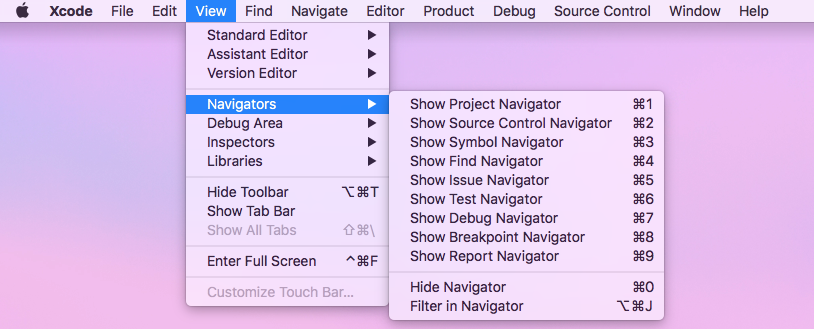 Xcode File Edit View Find Navigate Editor Product Debug Source Control Window Help
Standard Editor
Assistant Editor
Version Editor
Navigators
Debug Area
Inspectors
Libraries
Hide Toolbar ⌥⌘T
Show Tab Bar
Show All Tabs ⇧⌘\
Enter Full Screen ^⌘F
Customize Touch Bar...
Show Project Navigator ⌘1
Show Source Control Navigator ⌘2
Show Symbol Navigator ⌘3
Show Find Navigator ⌘4
Show Issue Navigator ⌘5
Show Test Navigator ⌘6
Show Debug Navigator ⌘7
Show Breakpoint Navigator ⌘8
Show Report Navigator ⌘9
Hide Navigator ⌘0
Filter in Navigator ⌥⌘J